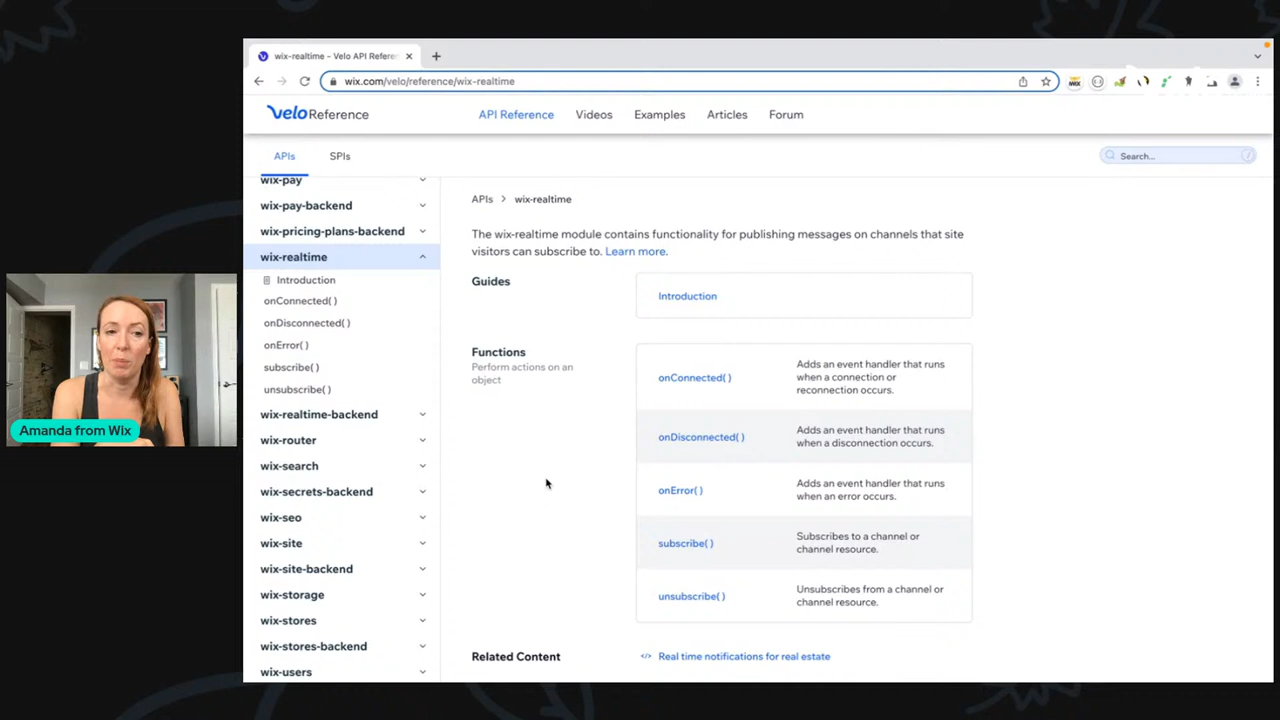 wix-realtime - Velo API Referen
wix.com/velo/reference/wix-realtime
velo Reference
API Reference
Videos
Examples
Articles
Forum
APIs
SPIs
Search...
wix-pay
wix-pay-backend
wix-pricing-plans-backend
wix-realtime
Introduction
onConnected( )
onDisconnected( )
onError( )
subscribe( )
unsubscribe( )
wix-realtime-backend
wix-router
wix-search
wix-secrets-backend
wix-seo
wix-site
wix-site-backend
wix-storage
wix-stores
wix-stores-backend
wix-users
APIs > wix-realtime
The wix-realtime module contains functionality for publishing messages on channels that site
visitors can subscribe to. Learn more.
Guides
Introduction
Functions
Perform actions on an
object
onConnected( )
Adds an event handler that runs
when a connection or
reconnection occurs.
onDisconnected( )
Adds an event handler that runs
when a disconnection occurs.
onError( )
Adds an event handler that runs
when an error occurs.
subscribe( )
Subscribes to a channel or
channel resource.
unsubscribe( )
Unsubscribes from a channel or
channel resource.
Related Content
</> Real time notifications for real estate
Amanda from Wix